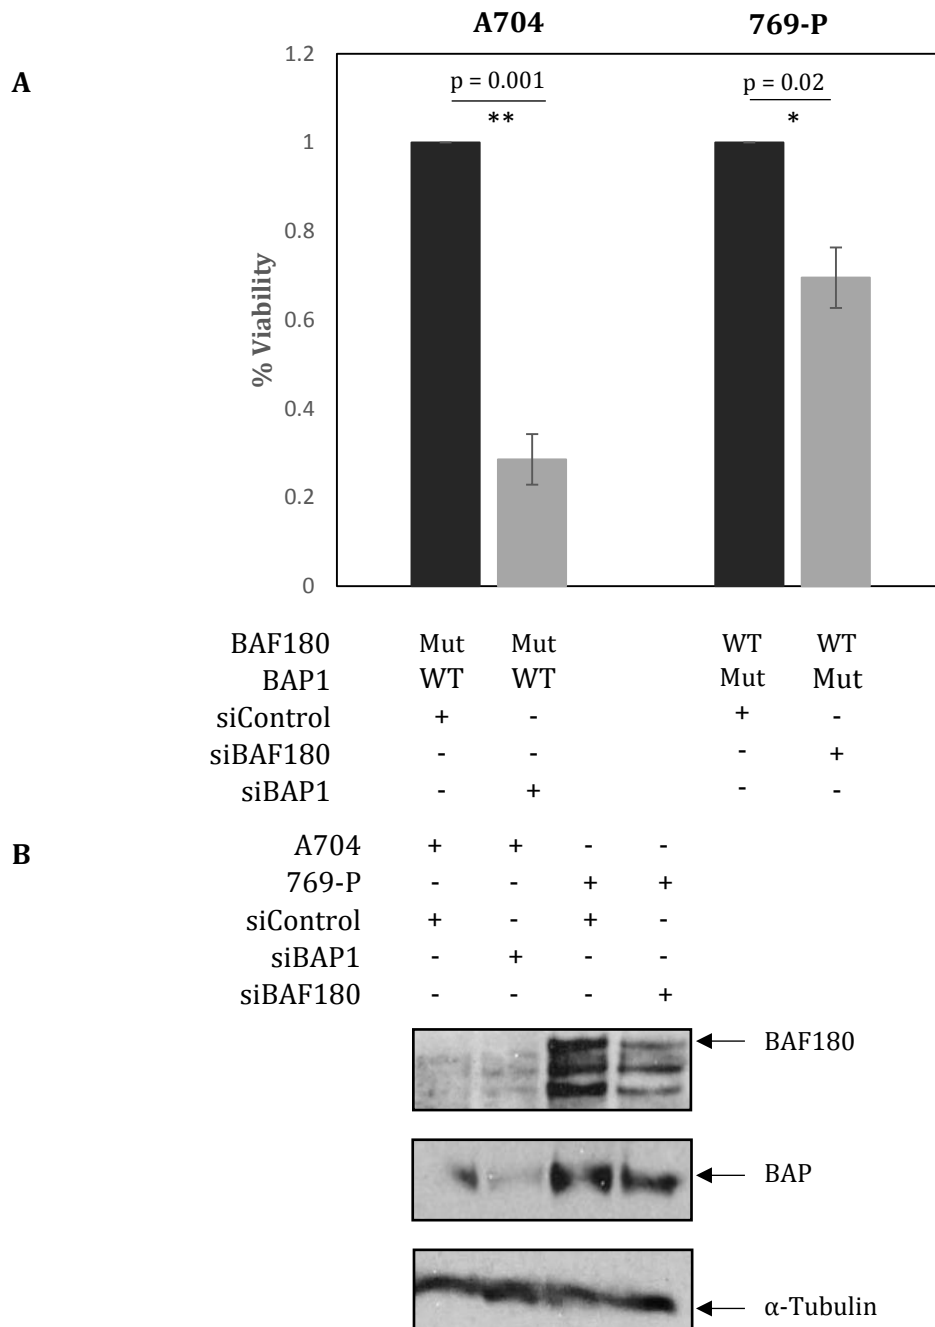 A704 769-P
A
1.2
p = 0.001 p = 0.02
** *
1
0.8
0.6
0.4
0.2
0
% Viability
BAF180 Mut Mut WT WT
BAP1 WT WT Mut Mut
siControl + - + -
siBAF180 - - - +
siBAP1 - + - -
B
A704 + + - -
769-P - - + +
siControl + - + -
siBAP1 - + - -
siBAF180 - - - +
BAF180
BAP
α-Tubulin